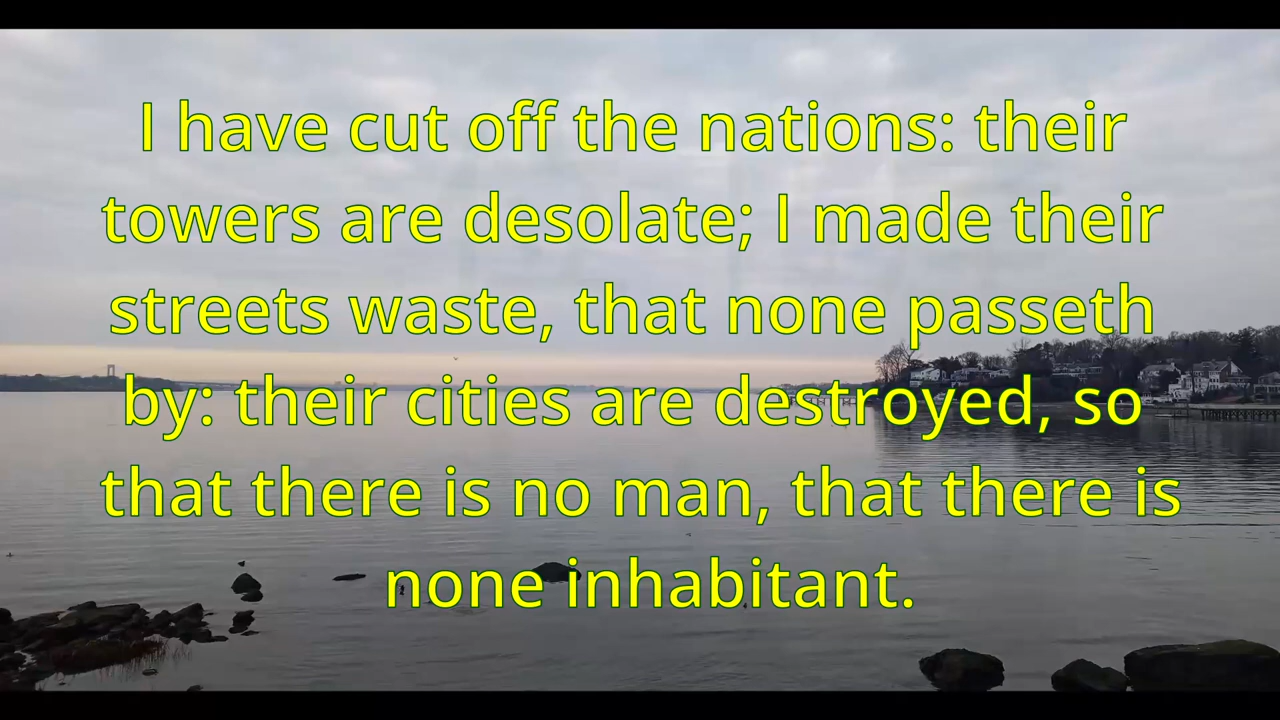 I have cut off the nations: their
towers are desolate; I made their
streets waste, that none passeth
by: their cities are destroyed, so
that there is no man, that there is
none inhabitant.